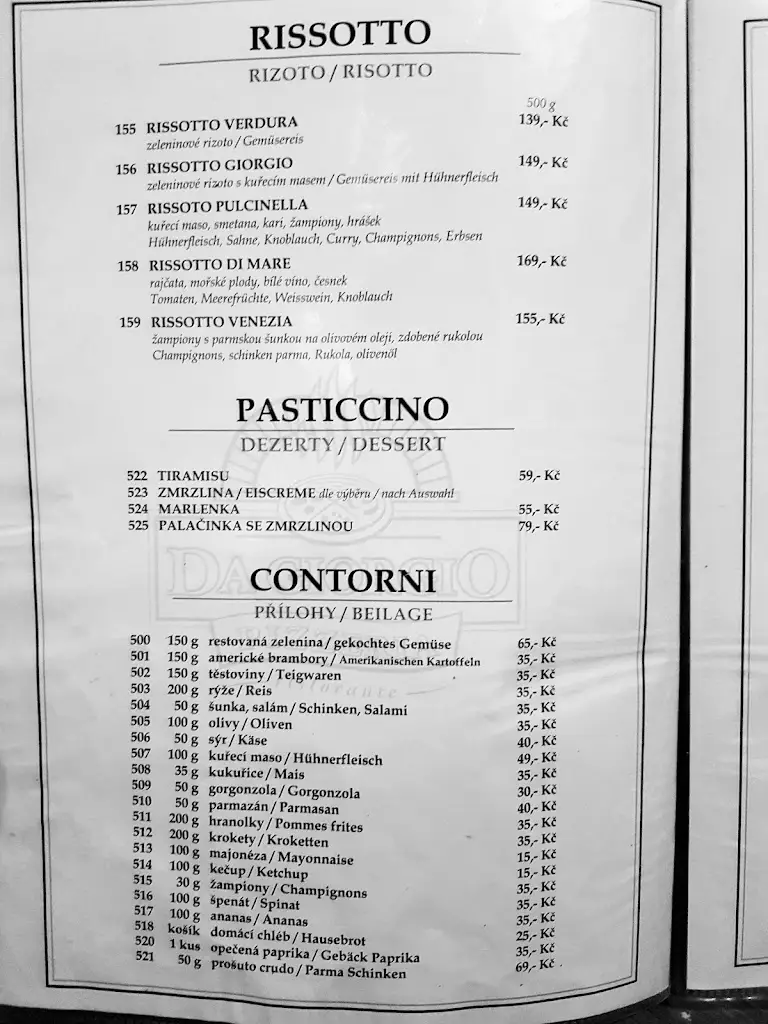 RISSOTTO
RIZOTO / RISOTTO
500 g
155 RISSOTTO VERDURA 139,- Kč
zeleninové rizoto / Gemüsereis
156 RISSOTTO GIORGIO 149,- Kč
zeleninové rizoto s kuřecím masem / Gemüsereis mit Hühnerfleisch
157 RISSOTO PULCINELLA 149,- Kč
kuřecí maso, smetana, kari, žampiony, hrášek
Hühnerfleisch, Sahne, Knoblauch, Curry, Champignons, Erbsen
158 RISSOTTO DI MARE 169,- Kč
rajčata, mořské plody, bílé víno, česnek
Tomaten, Meerefrüchte, Weisswein, Knoblauch
159 RISSOTTO VENEZIA 155,- Kč
žampiony s parmskou šunkou na olivovém oleji, zdobené rukolou
Champignons, schinken parma, Rukola, olivenöl
PASTICCINO
DEZERTY / DESSERT
522 TIRAMISU 59,- Kč
523 ZMRZLINA / EISCREME dle výběru / nach Auswahl
524 MARLENKA 55,- Kč
525 PALAČINKA SE ZMRZLINOU 79,- Kč
DA GIORGIO
CONTORNI
PŘÍLOHY / BEILAGE
500 150 g restovaná zelenina / gekochtes Gemüse 65,- Kč
501 150 g americké brambory / Amerikanischen Kartoffeln 35,- Kč
502 150 g těstoviny / Teigwaren 35,- Kč
503 200 g rýže / Reis 35,- Kč
504 50 g šunka, salám / Schinken, Salami 35,- Kč
505 100 g olivy / Oliven 35,- Kč
506 50 g sýr / Käse 40,- Kč
507 100 g kuřecí maso / Hühnerfleisch 49,- Kč
508 35 g kukuřice / Mais 35,- Kč
509 50 g gorgonzola / Gorgonzola 30,- Kč
510 50 g parmazán / Parmasan 40,- Kč
511 200 g hranolky / Pommes frites 35,- Kč
512 200 g krokety / Kroketten 35,- Kč
513 100 g majonéza / Mayonnaise 15,- Kč
514 100 g kečup / Ketchup 15,- Kč
515 30 g žampiony / Champignons 35,- Kč
516 100 g špenát / Spinat 35,- Kč
517 100 g ananas / Ananas 35,- Kč
518 košík domácí chléb / Hausebrot 25,- Kč
520 1 kus opečená paprika / Gebäck Paprika 35,- Kč
521 50 g prošuto crudo / Parma Schinken 69,- Kč